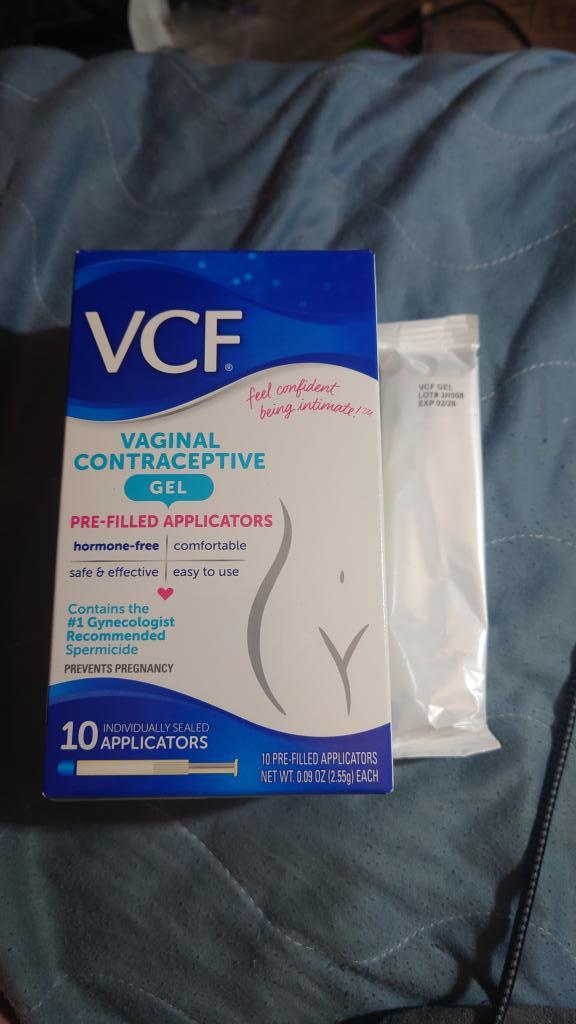 VCF®
feel confident
being intimate!™
VAGINAL
CONTRACEPTIVE
GEL
PRE-FILLED APPLICATORS
hormone-free | comfortable
safe & effective | easy to use
Contains the
#1 Gynecologist
Recommended
Spermicide
PREVENTS PREGNANCY
10 INDIVIDUALLY SEALED
APPLICATORS
10 PRE-FILLED APPLICATORS
NET WT. 0.09 OZ (2.55g) EACH
VCF GEL
LOT#
EXP 02/26